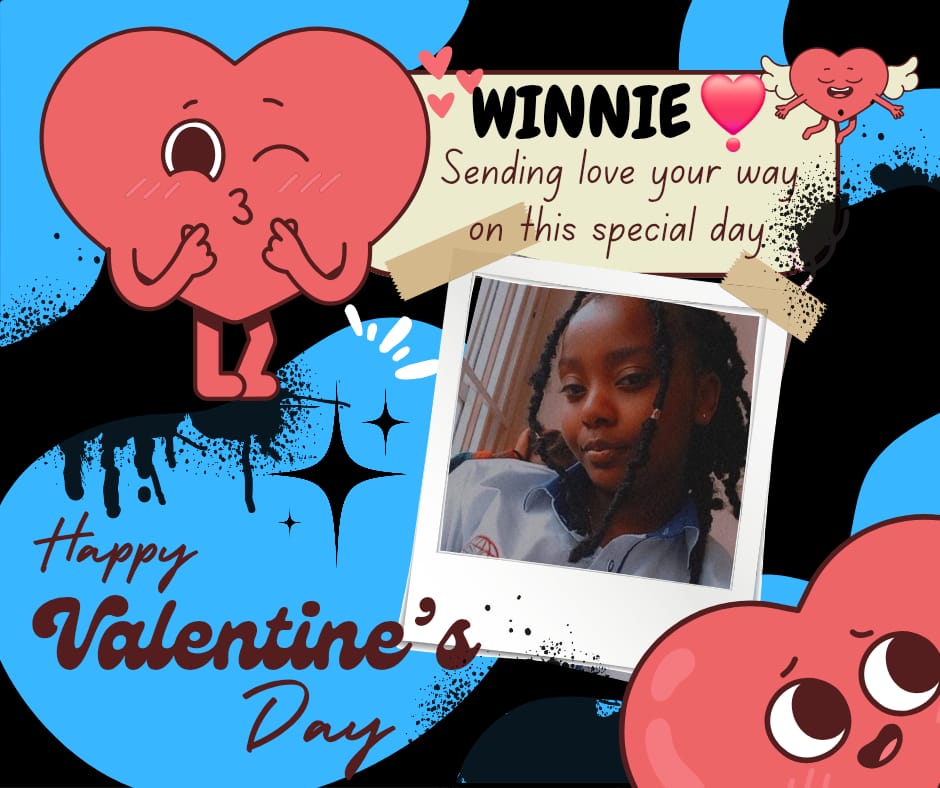 WINNIE
Sending love your way
on this special day
Happy
Valentine's
Day